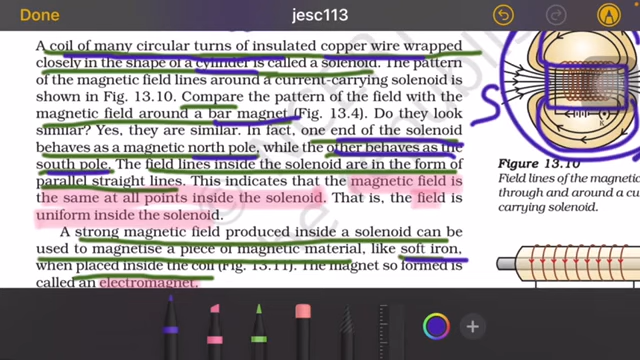 Done
jesc113
A coil of many circular turns of insulated copper wire wrapped
closely in the shape of a cylinder is called a solenoid. The pattern
of the magnetic field lines around a current-carrying solenoid is
shown in Fig. 13.10. Compare the pattern of the field with the
magnetic field around a bar magnet (Fig. 13.4). Do they look
similar? Yes, they are similar. In fact, one end of the solenoid
behaves as a magnetic north pole, while the other behaves as the
south pole. The field lines inside the solenoid are in the form of
parallel straight lines. This indicates that the magnetic field is
the same at all points inside the solenoid. That is, the field is
uniform inside the solenoid.
A strong magnetic field produced inside a solenoid can be
used to magnetise a piece of magnetic material, like soft iron,
when placed inside the coil (Fig. 13.11). The magnet so formed is
called an electromagnet.
S
Figure 13.10
Field lines of the magnetic
through and around a cu
carrying solenoid.